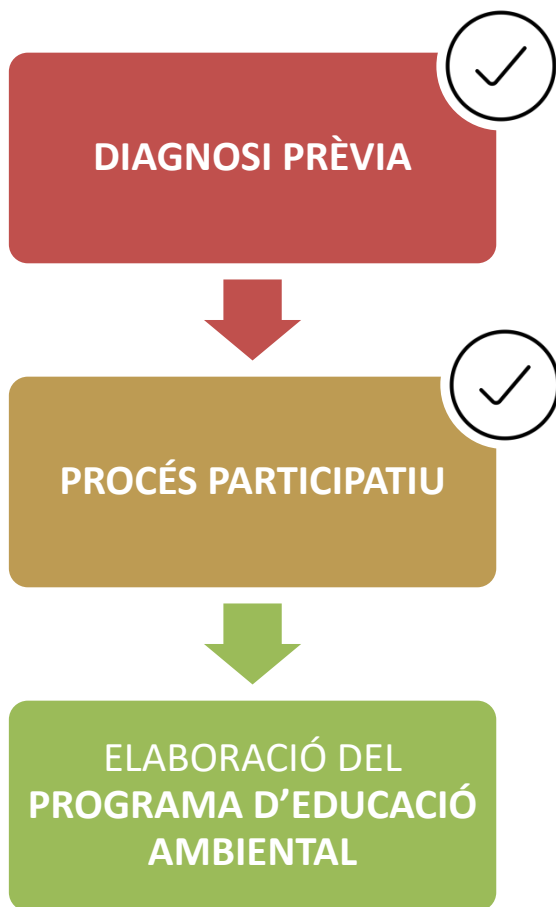 DIAGNOSI PRÈVIA
PROCÉS PARTICIPATIU
ELABORACIÓ DEL
PROGRAMA D’EDUCACIÓ
AMBIENTAL